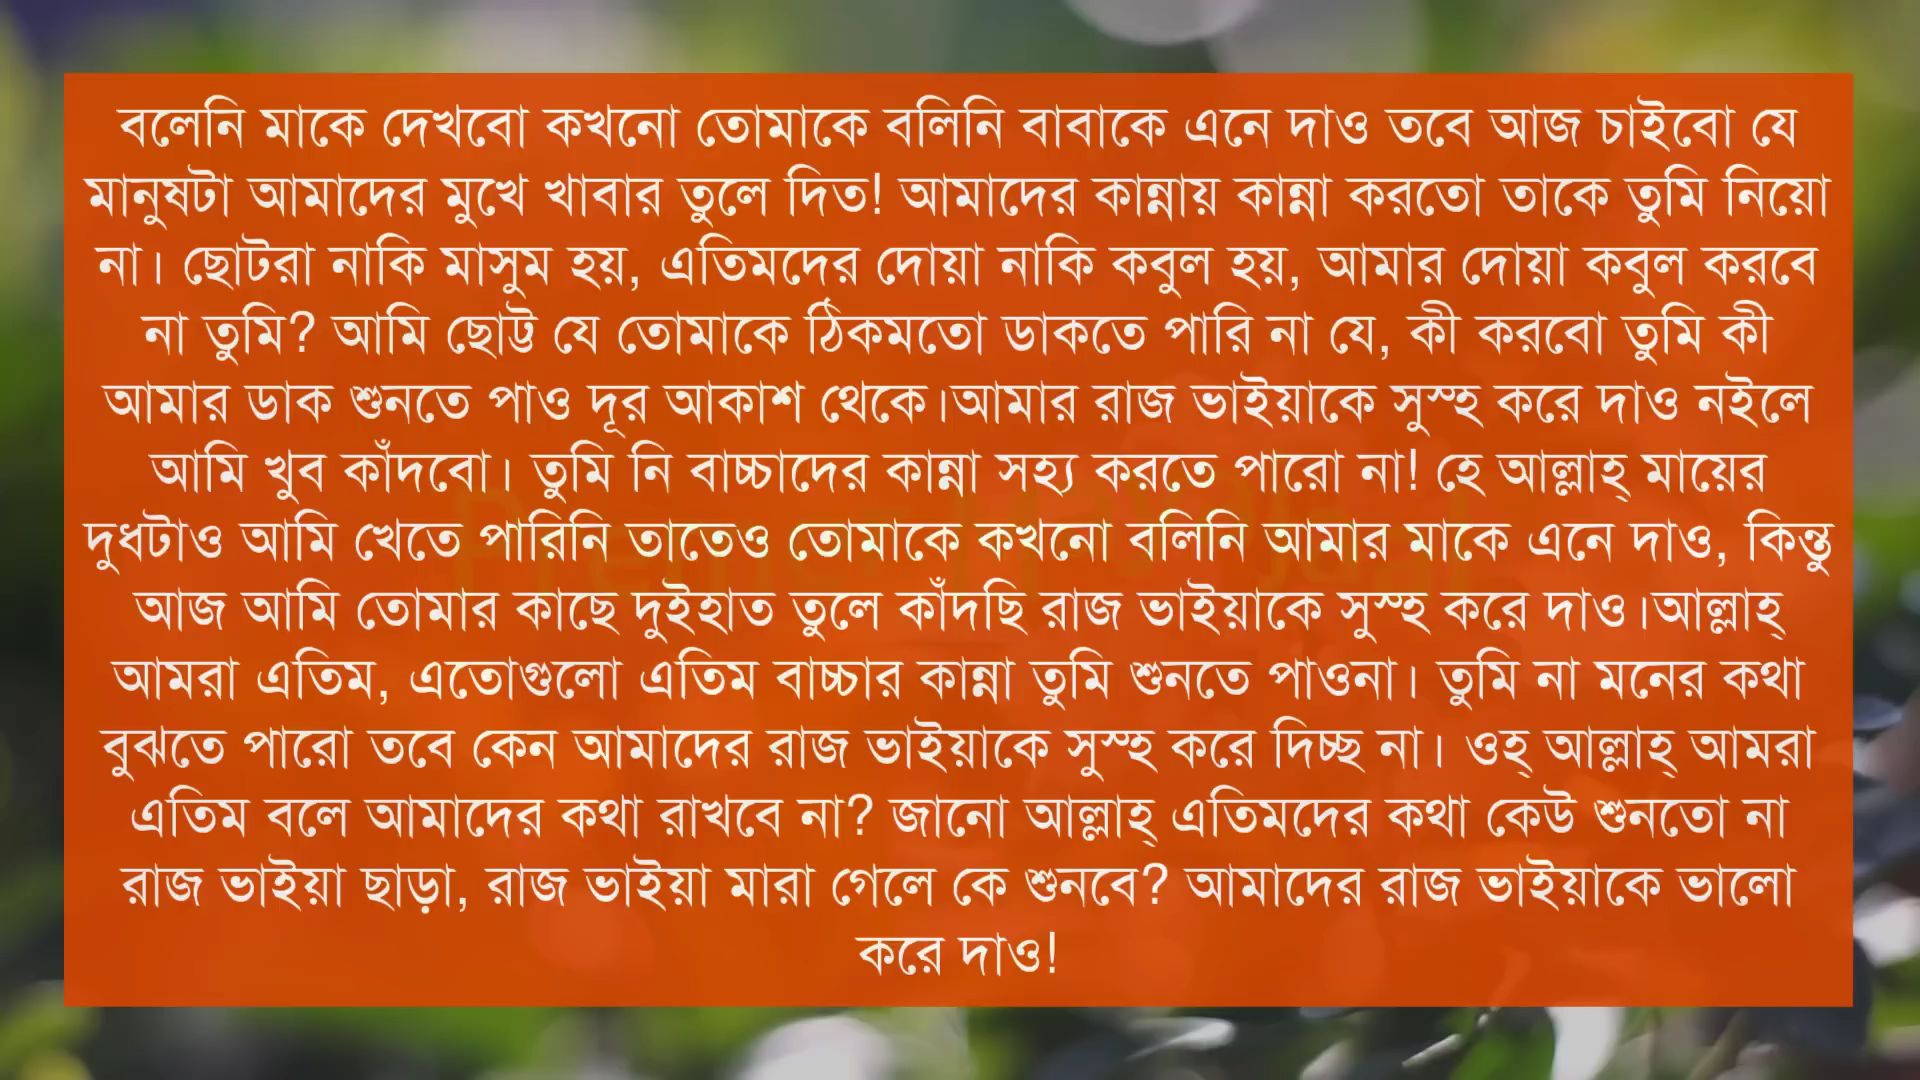 বলেনি মাকে দেখবো কখনো তোমাকে বলিনি বাবাকে এনে দাও তবে আজ চাইবো যে
মানুষটা আমাদের মুখে খাবার তুলে দিত! আমাদের কান্নায় কান্না করতো তাকে তুমি নিয়ো
না। ছোটরা নাকি মাসুম হয়, এতিমদের দোয়া নাকি কবুল হয়, আমার দোয়া কবুল করবে
না তুমি? আমি ছোট্ট যে তোমাকে ঠিকমতো ডাকতে পারি না যে, কী করবো তুমি কী
আমার ডাক শুনতে পাও দূর আকাশ থেকে।আমার রাজ ভাইয়াকে সুস্হ করে দাও নইলে
আমি খুব কাঁদবো। তুমি নি বাচ্চাদের কান্না সহ্য করতে পারো না! হে আল্লাহ্ মায়ের
দুধটাও আমি খেতে পারিনি তাতেও তোমাকে কখনো বলিনি আমার মাকে এনে দাও, কিন্তু
আজ আমি তোমার কাছে দুইহাত তুলে কাঁদছি রাজ ভাইয়াকে সুস্হ করে দাও।আল্লাহ্
আমরা এতিম, এতোগুলো এতিম বাচ্চার কান্না তুমি শুনতে পাওনা। তুমি না মনের কথা
বুঝতে পারো তবে কেন আমাদের রাজ ভাইয়াকে সুস্হ করে দিচ্ছ না। ওহ্ আল্লাহ্ আমরা
এতিম বলে আমাদের কথা রাখবে না? জানো আল্লাহ্ এতিমদের কথা কেউ শুনতো না
রাজ ভাইয়া ছাড়া, রাজ ভাইয়া মারা গেলে কে শুনবে? আমাদের রাজ ভাইয়াকে ভালো
করে দাও!